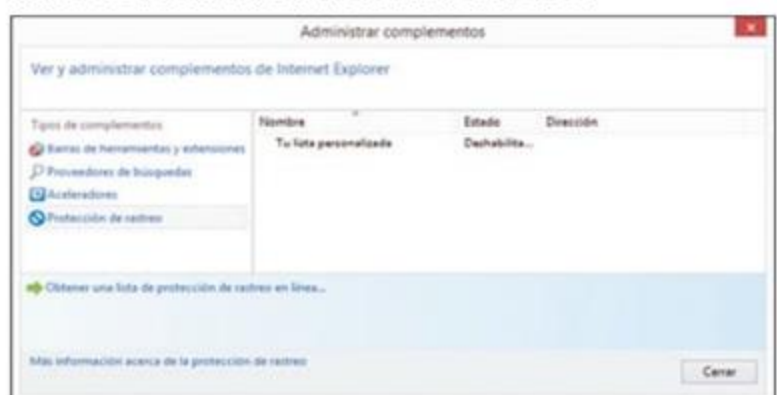 Administrar complementos
Ver y administrar complementos de Internet Explorer
Tipos de complementos
Barras de herramientas y extensiones
Proveedores de búsquedas
Aceleradores
Protección de rastreo
Nombre Estado Dirección
Tu lista personalizada Deshabilita...
Obtener una lista de protección de rastreo en línea...
Más información acerca de la protección de rastreo
Cerrar